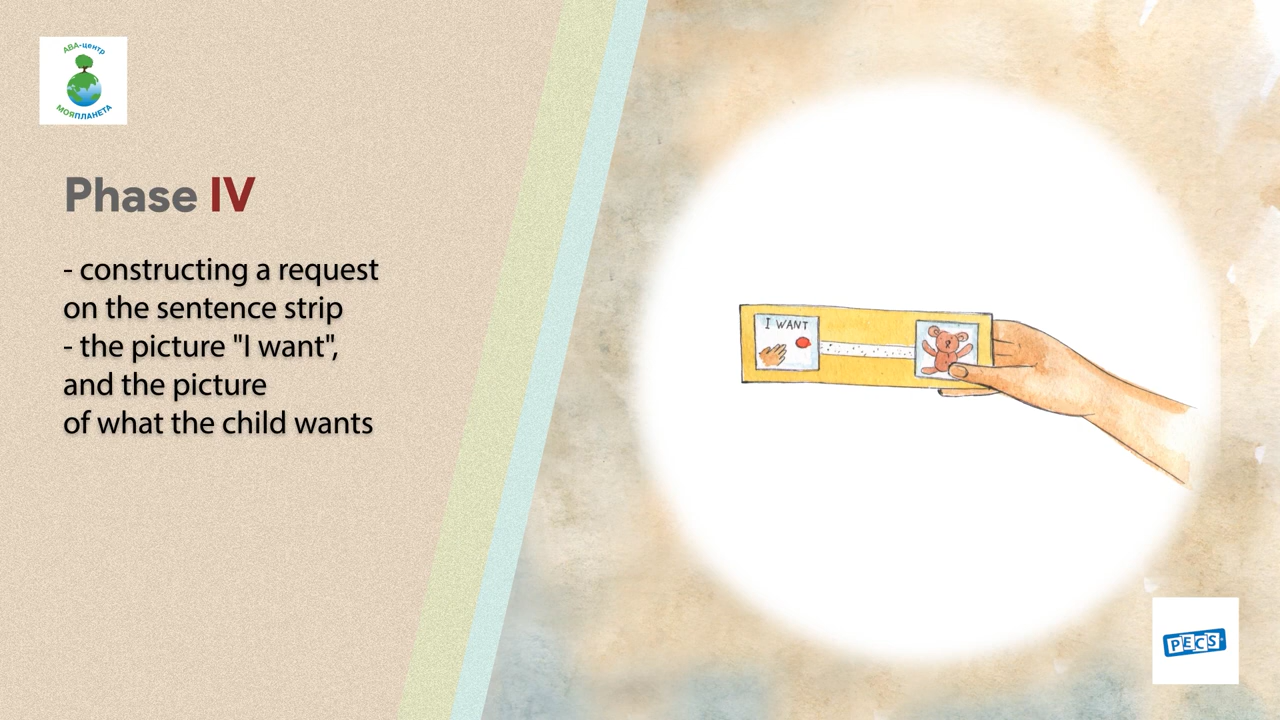 АВА-центр
МОЯПЛАНЕТА
Phase IV
- constructing a request
on the sentence strip
- the picture "I want",
and the picture
of what the child wants
I WANT
PECS